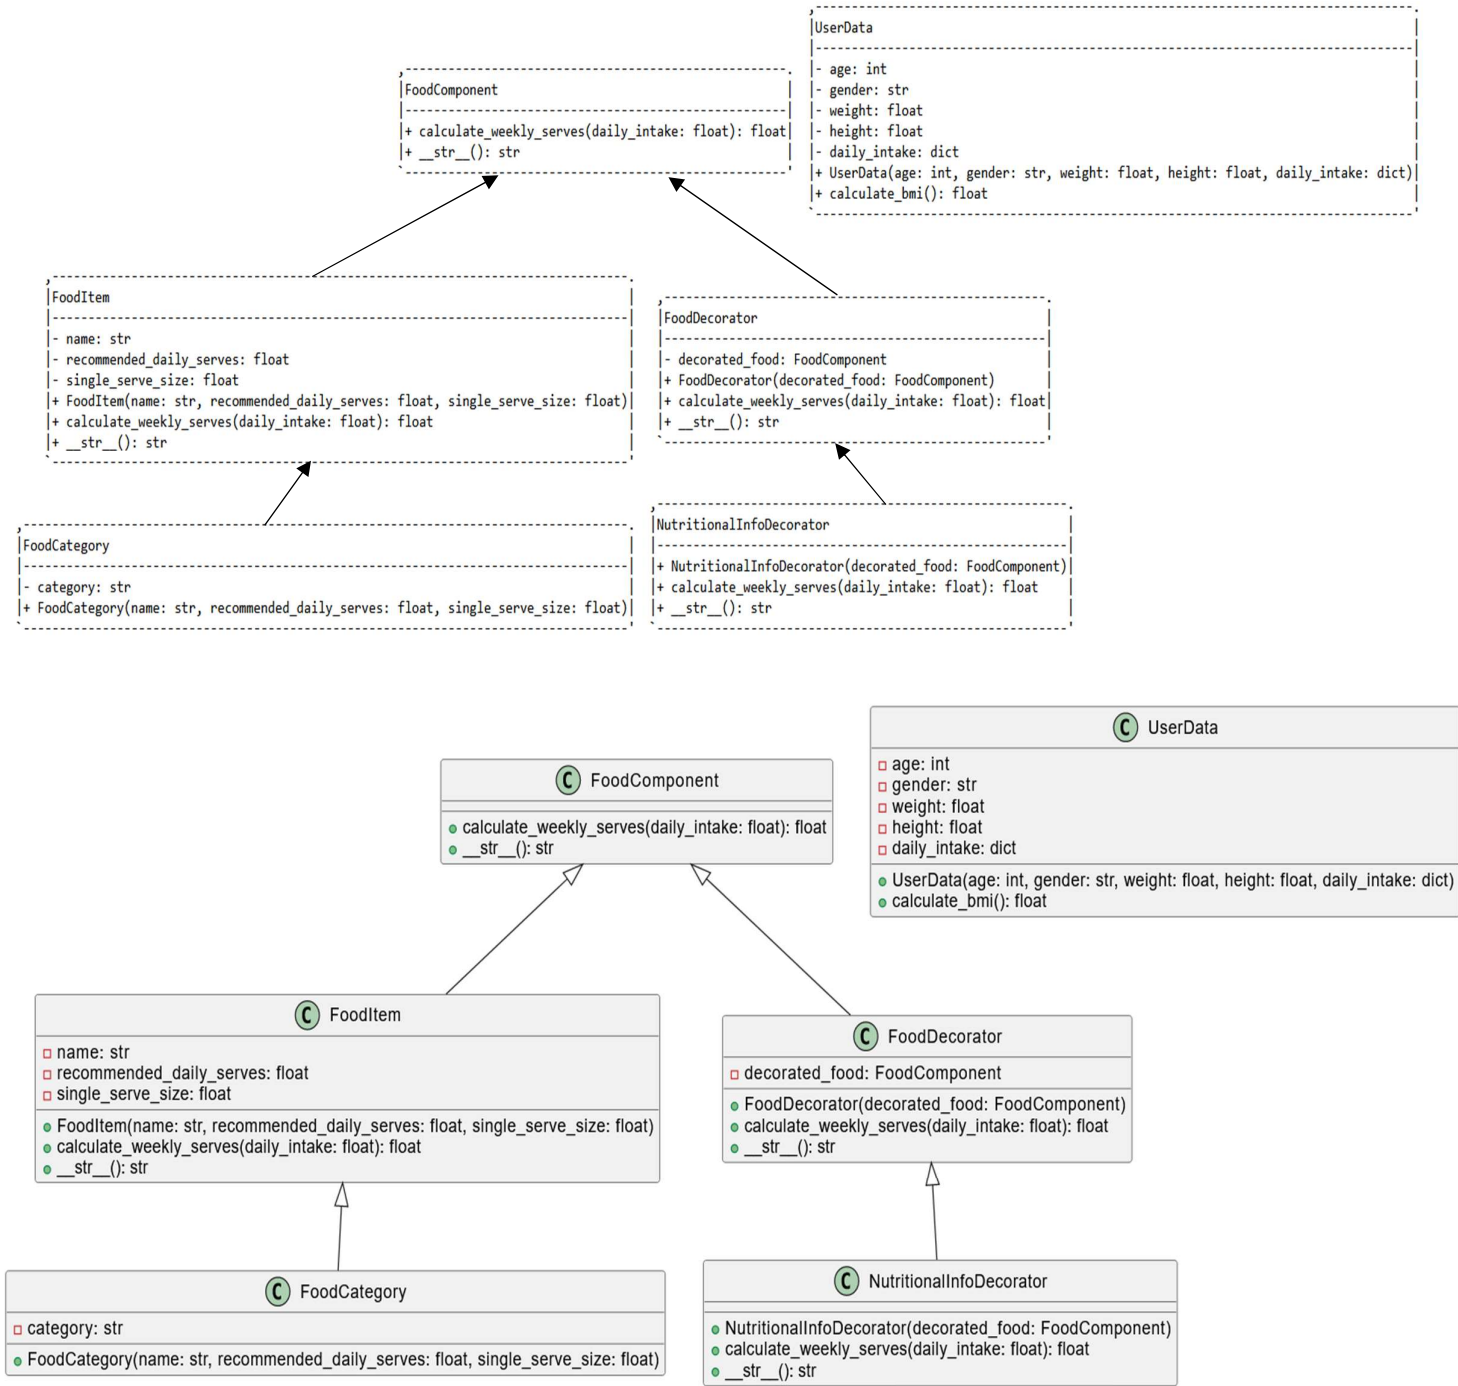 UserData
- age: int
- gender: str
- weight: float
- height: float
- daily_intake: dict
+ UserData(age: int, gender: str, weight: float, height: float, daily_intake: dict)
+ calculate_bmi(): float
FoodComponent
+ calculate_weekly_serves(daily_intake: float): float
+ __str__(): str
FoodItem
- name: str
- recommended_daily_serves: float
- single_serve_size: float
+ FoodItem(name: str, recommended_daily_serves: float, single_serve_size: float)
+ calculate_weekly_serves(daily_intake: float): float
+ __str__(): str
FoodDecorator
- decorated_food: FoodComponent
+ FoodDecorator(decorated_food: FoodComponent)
+ calculate_weekly_serves(daily_intake: float): float
+ __str__(): str
FoodCategory
- category: str
+ FoodCategory(name: str, recommended_daily_serves: float, single_serve_size: float)
NutritionalInfoDecorator
+ NutritionalInfoDecorator(decorated_food: FoodComponent)
+ calculate_weekly_serves(daily_intake: float): float
+ __str__(): str
C UserData
age: int
gender: str
weight: float
height: float
daily_intake: dict
UserData(age: int, gender: str, weight: float, height: float, daily_intake: dict)
calculate_bmi(): float
C FoodComponent
calculate_weekly_serves(daily_intake: float): float
__str__(): str
C FoodItem
name: str
recommended_daily_serves: float
single_serve_size: float
FoodItem(name: str, recommended_daily_serves: float, single_serve_size: float)
calculate_weekly_serves(daily_intake: float): float
__str__(): str
C FoodDecorator
decorated_food: FoodComponent
FoodDecorator(decorated_food: FoodComponent)
calculate_weekly_serves(daily_intake: float): float
__str__(): str
C FoodCategory
category: str
FoodCategory(name: str, recommended_daily_serves: float, single_serve_size: float)
C NutritionalInfoDecorator
NutritionalInfoDecorator(decorated_food: FoodComponent)
calculate_weekly_serves(daily_intake: float): float
__str__(): str